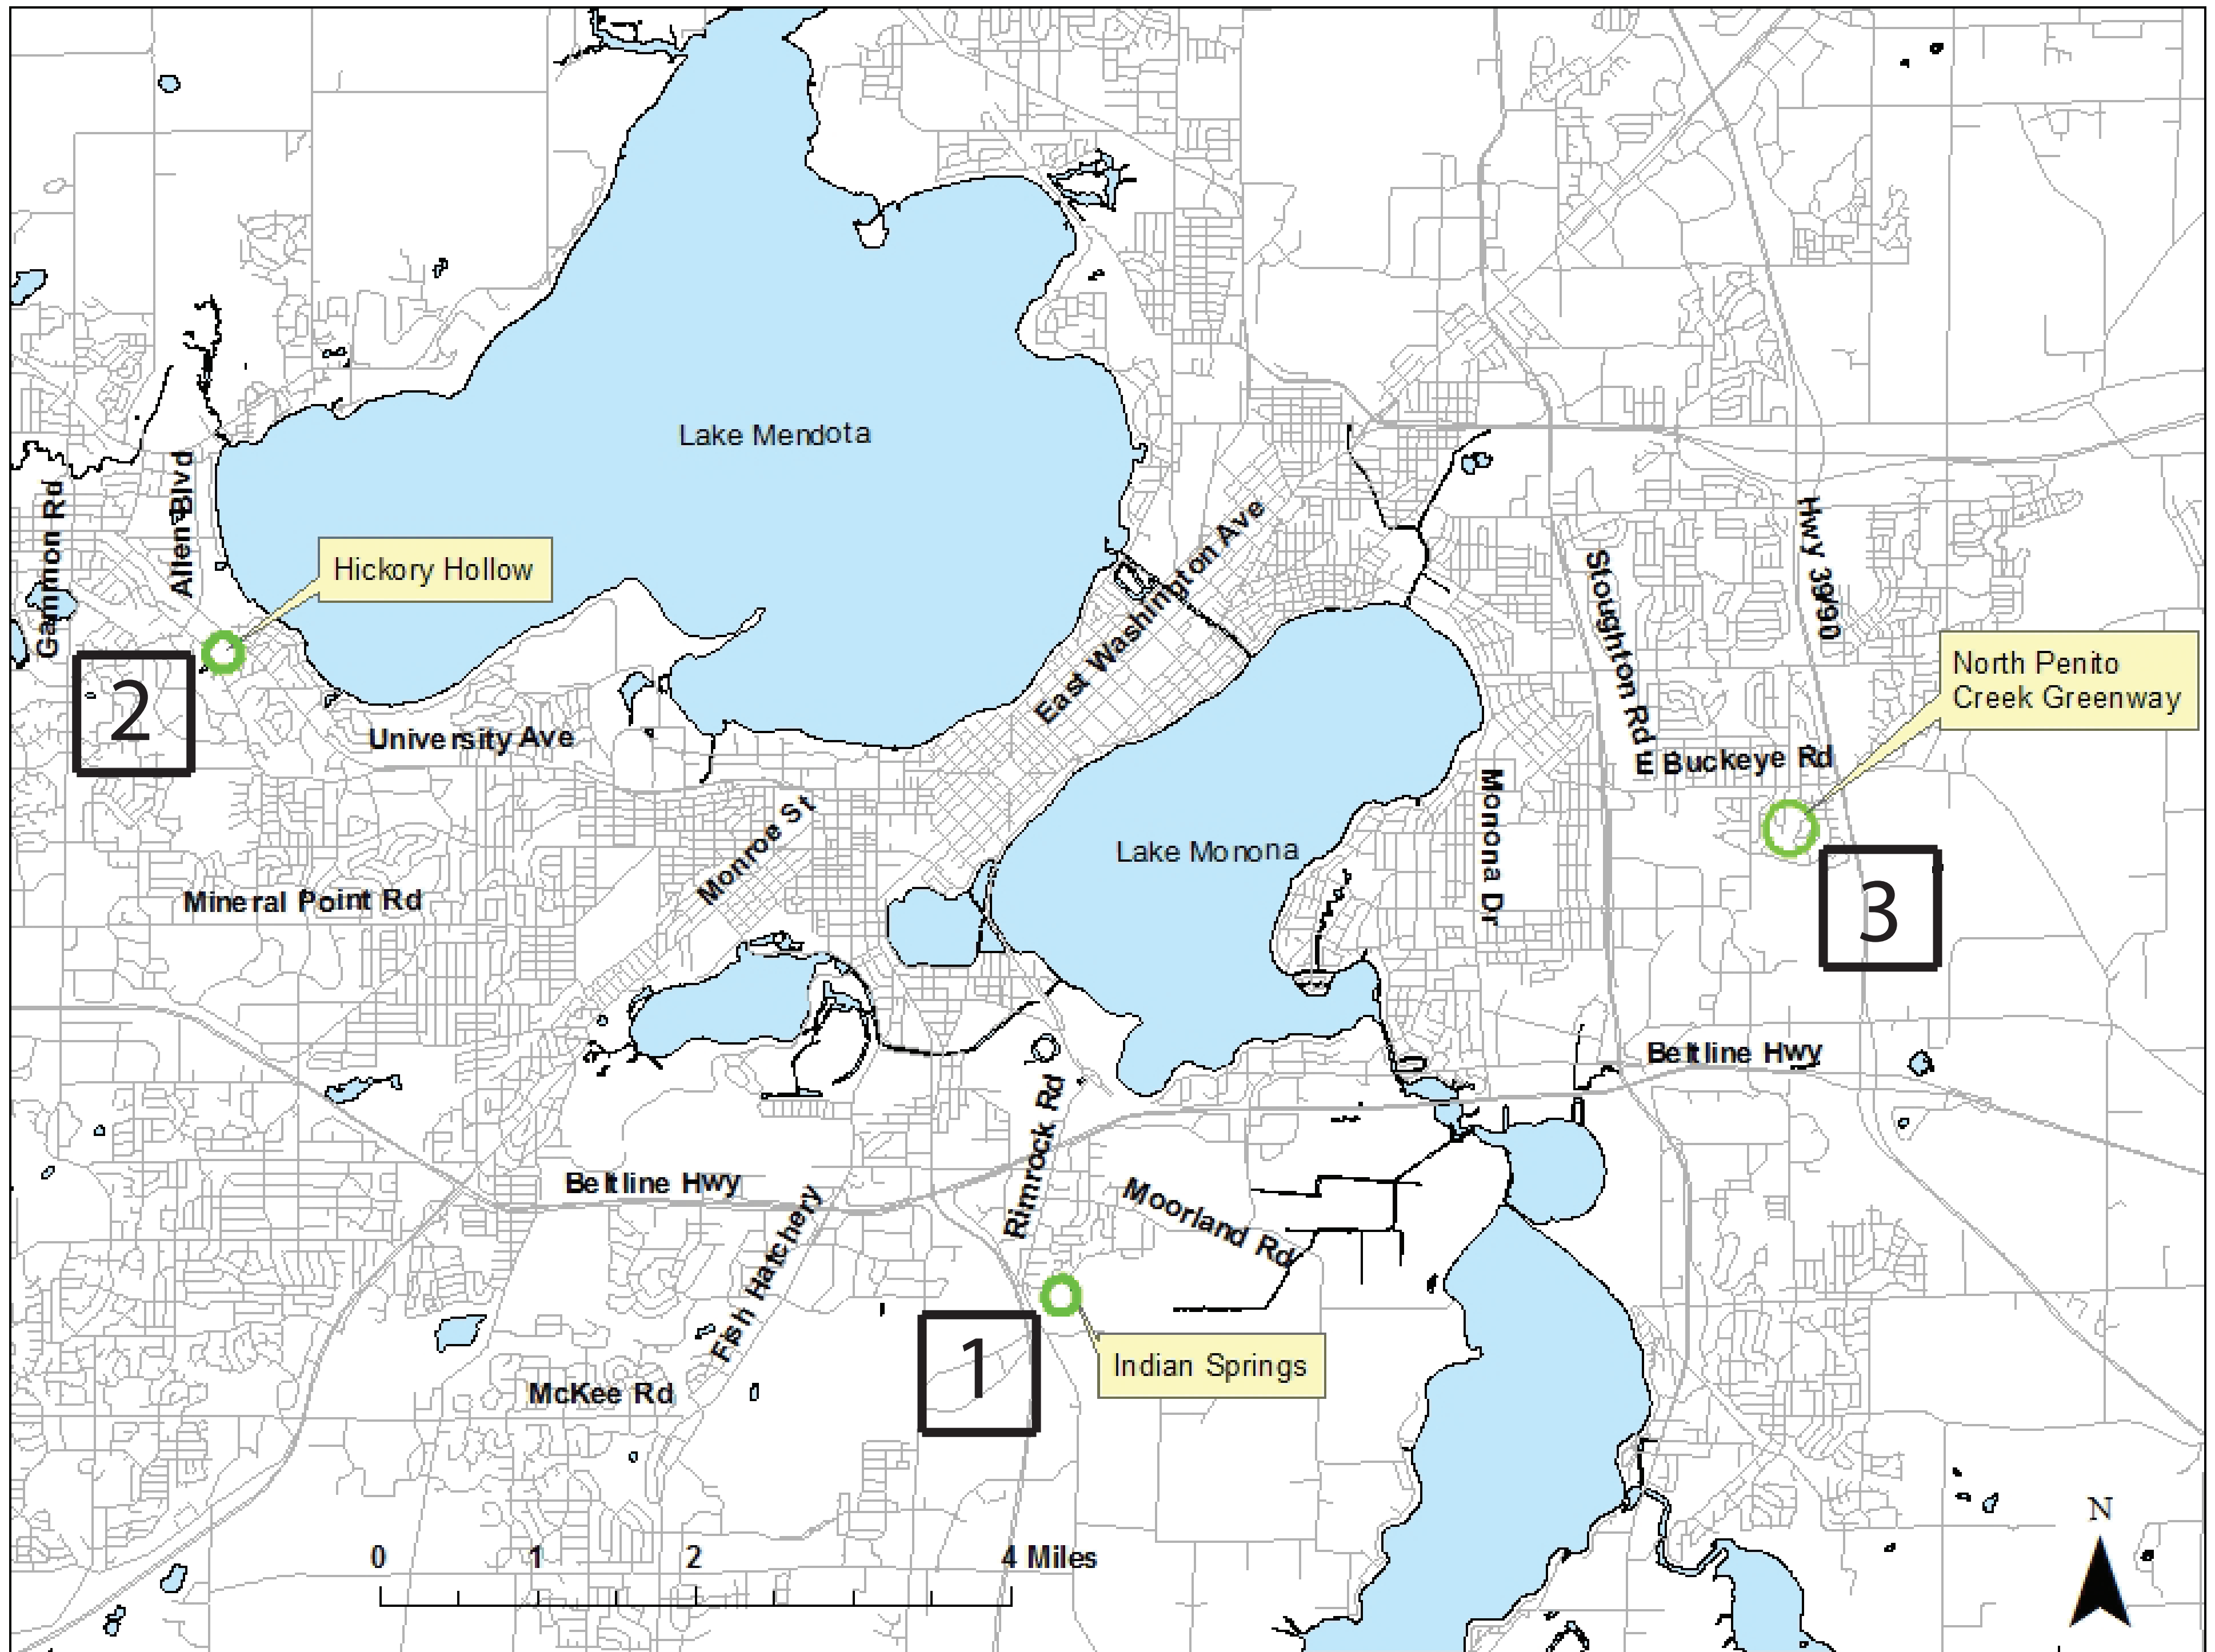 Lake Mendota
Gammon Rd
Allen Blvd
Hickory Hollow
East Washington Ave
Hwy 39/90
Stoughton Rd
North Penito
Creek Greenway
2
University Ave
E Buckeye Rd
Monroe St
Monona Dr
Lake Monona
Mineral Point Rd
3
Beltline Hwy
Rimrock Rd
Beltline Hwy
Moorland Rd
Fish Hatchery
1
Indian Springs
McKee Rd
N
0 1 2 4 Miles